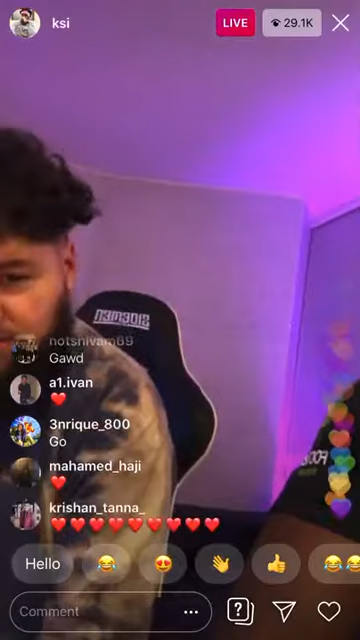 ksi
LIVE
29.1K
notshivam69
Gawd
a1.ivan
❤️
3nrique_800
Go
mahamed_haji
❤️
krishan_tanna_
❤️❤️❤️❤️❤️❤️❤️❤️❤️
Hello 😂 😍 👋 👍 😂😂
Comment